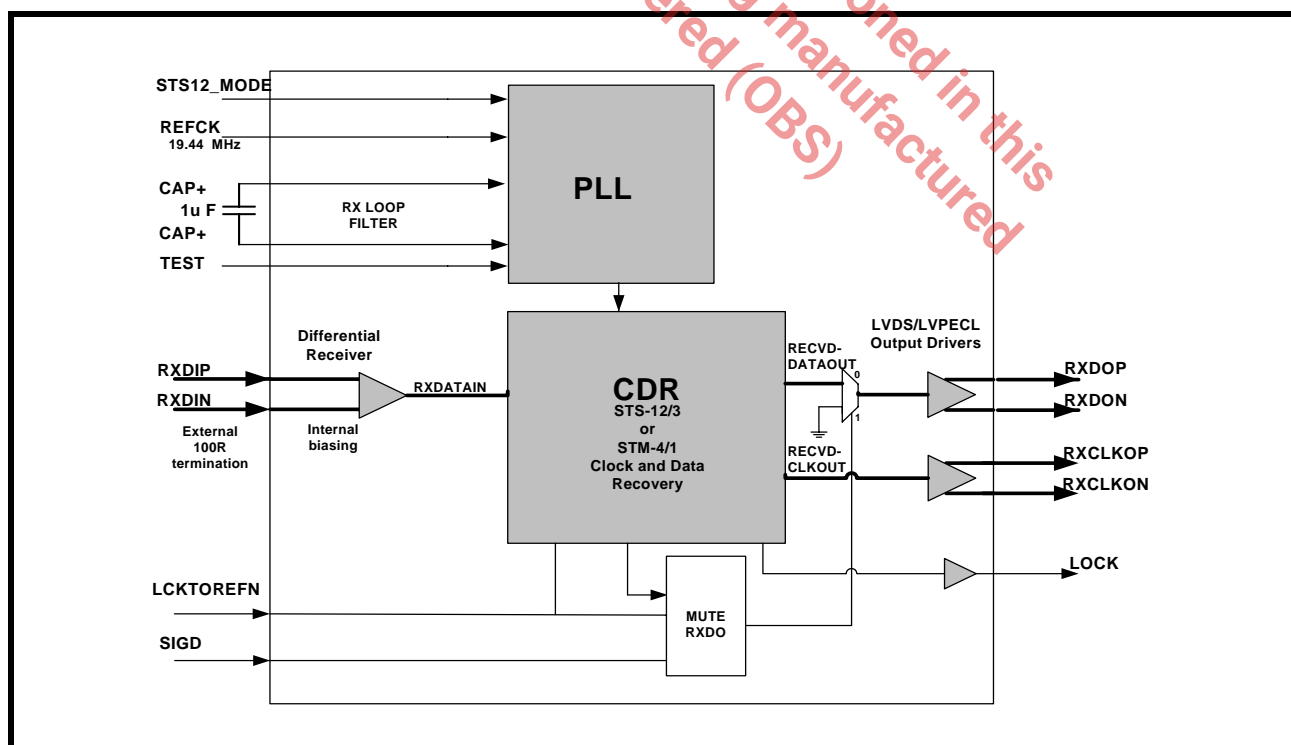 oned in this
g manufactured
ered (OBS)
STS12_MODE
REFCK
19.44 MHz
CAP+
1u F
CAP+
RX LOOP
FILTER
TEST
PLL
Differential
Receiver
RXDIP
RXDIN
RXDATAIN
External
100R
termination
Internal
biasing
CDR
STS-12/3
or
STM-4/1
Clock and Data
Recovery
RECVD-
DATAOUT
0
1
RECVD-
CLKOUT
LVDS/LVPECL
Output Drivers
RXDOP
RXDON
RXCLKOP
RXCLKON
LOCK
LCKTOREFN
SIGD
MUTE
RXDO